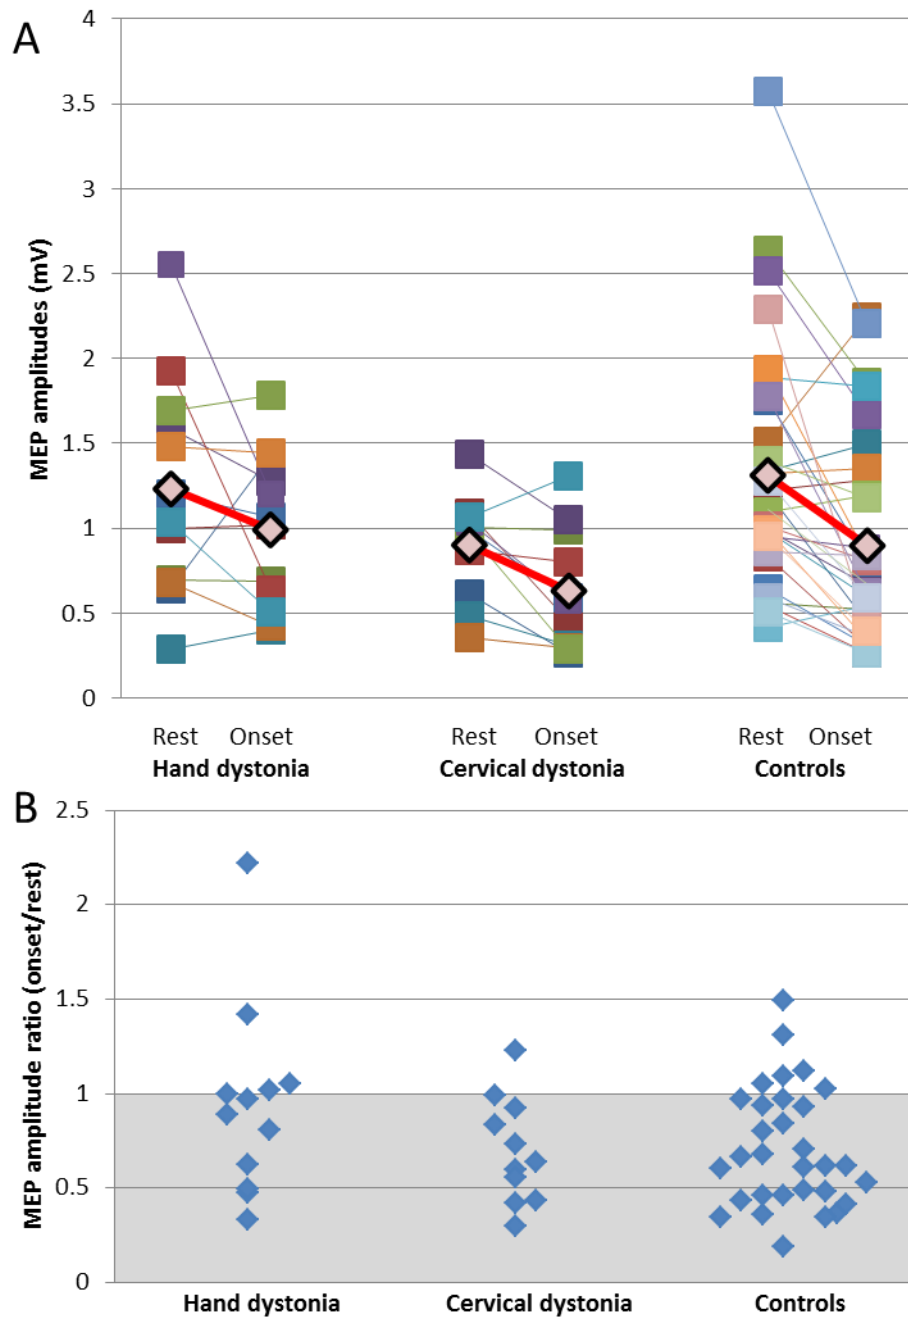 A
MEP amplitudes (mV)
4
3.5
3
2.5
2
1.5
1
0.5
0
Rest Onset Rest Onset Rest Onset
Hand dystonia Cervical dystonia Controls
B
MEP amplitude ratio (onset/rest)
2.5
2
1.5
1
0.5
0
Hand dystonia Cervical dystonia Controls